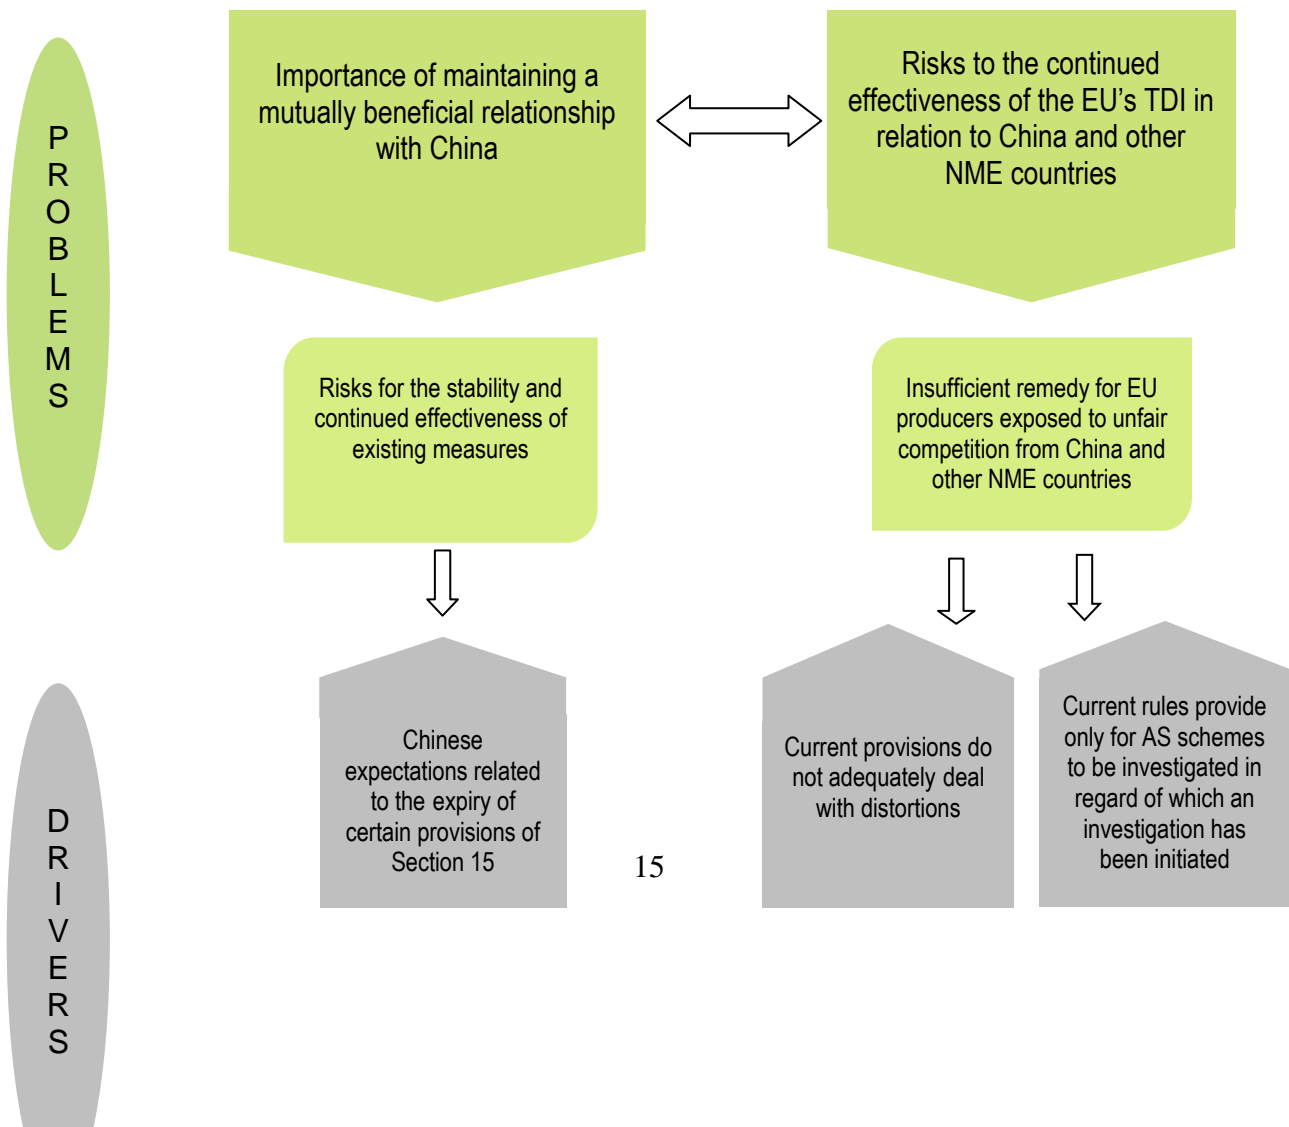 PROBLEMS
Importance of maintaining a
mutually beneficial relationship
with China
Risks to the continued
effectiveness of the EU’s TDI in
relation to China and other
NME countries
Risks for the stability and
continued effectiveness of
existing measures
Insufficient remedy for EU
producers exposed to unfair
competition from China and
other NME countries
DRIVERS
Chinese
expectations related
to the expiry of
certain provisions of
Section 15
Current provisions do
not adequately deal
with distortions
Current rules provide
only for AS schemes
to be investigated in
regard of which an
investigation has
been initiated
15